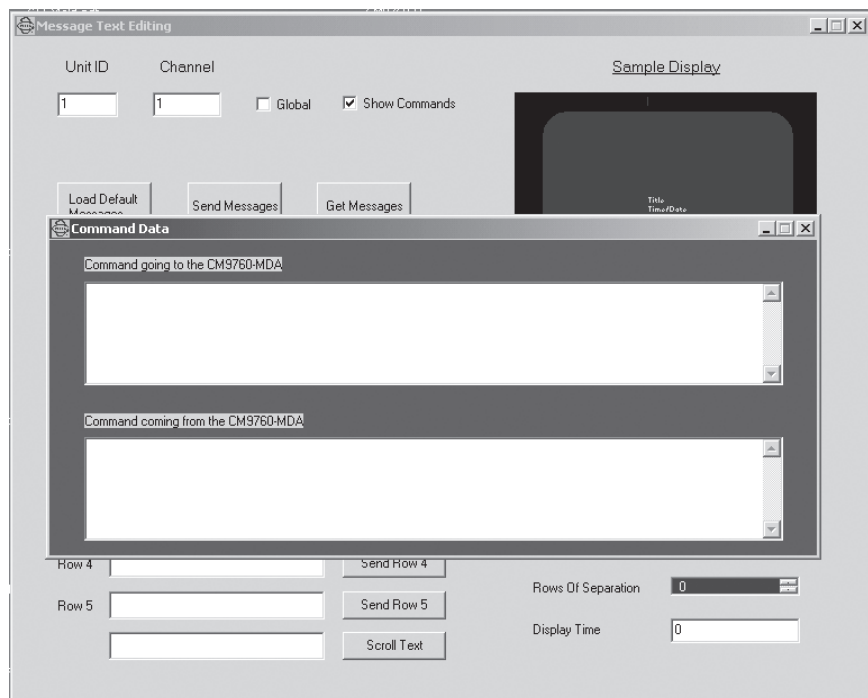 Message Text Editing
Unit ID
Channel
Sample Display
1
1
Global
Show Commands
Load Default
Messages
Send Messages
Get Messages
Title
Time/Date
Command Data
Command going to the CM9760-MDA
Command coming from the CM9760-MDA
Row 4
Send Row 4
Rows Of Separation
0
Row 5
Send Row 5
Display Time
0
Scroll Text